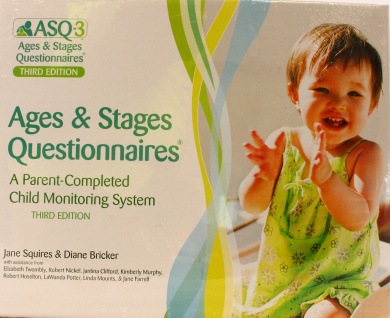 ASQ-3™
Ages & Stages
Questionnaires®
THIRD EDITION
Ages & Stages
Questionnaires®
A Parent-Completed
Child Monitoring System
THIRD EDITION
Jane Squires & Diane Bricker
with assistance from
Elizabeth Twombly, Robert Nickel, Jantina Clifford, Kimberly Murphy,
Robert Hoselton, LaWanda Potter, Linda Mounts, & Jane Farrell